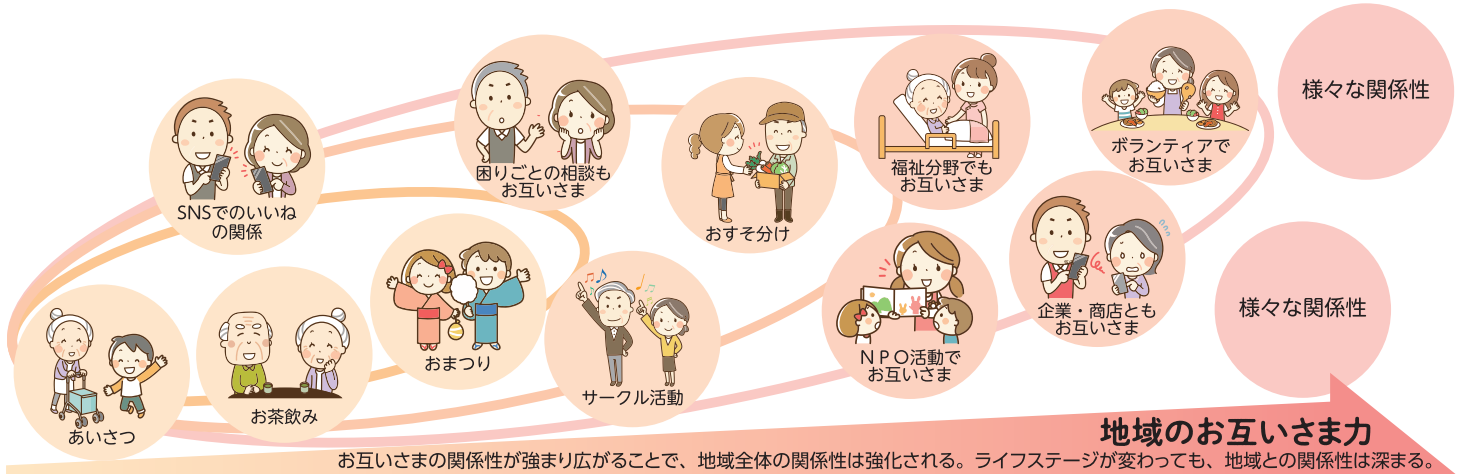 SNSでのいいね
の関係
困りごとの相談も
お互いさま
おすそ分け
福祉分野でも
お互いさま
ボランティアで
お互いさま
様々な関係性
あいさつ
お茶飲み
おまつり
サークル活動
ＮＰＯ活動で
お互いさま
企業・商店とも
お互いさま
様々な関係性
地域のお互いさま力
お互いさまの関係性が強まり広がることで、地域全体の関係性は強化される。ライフステージが変わっても、地域との関係性は深まる。